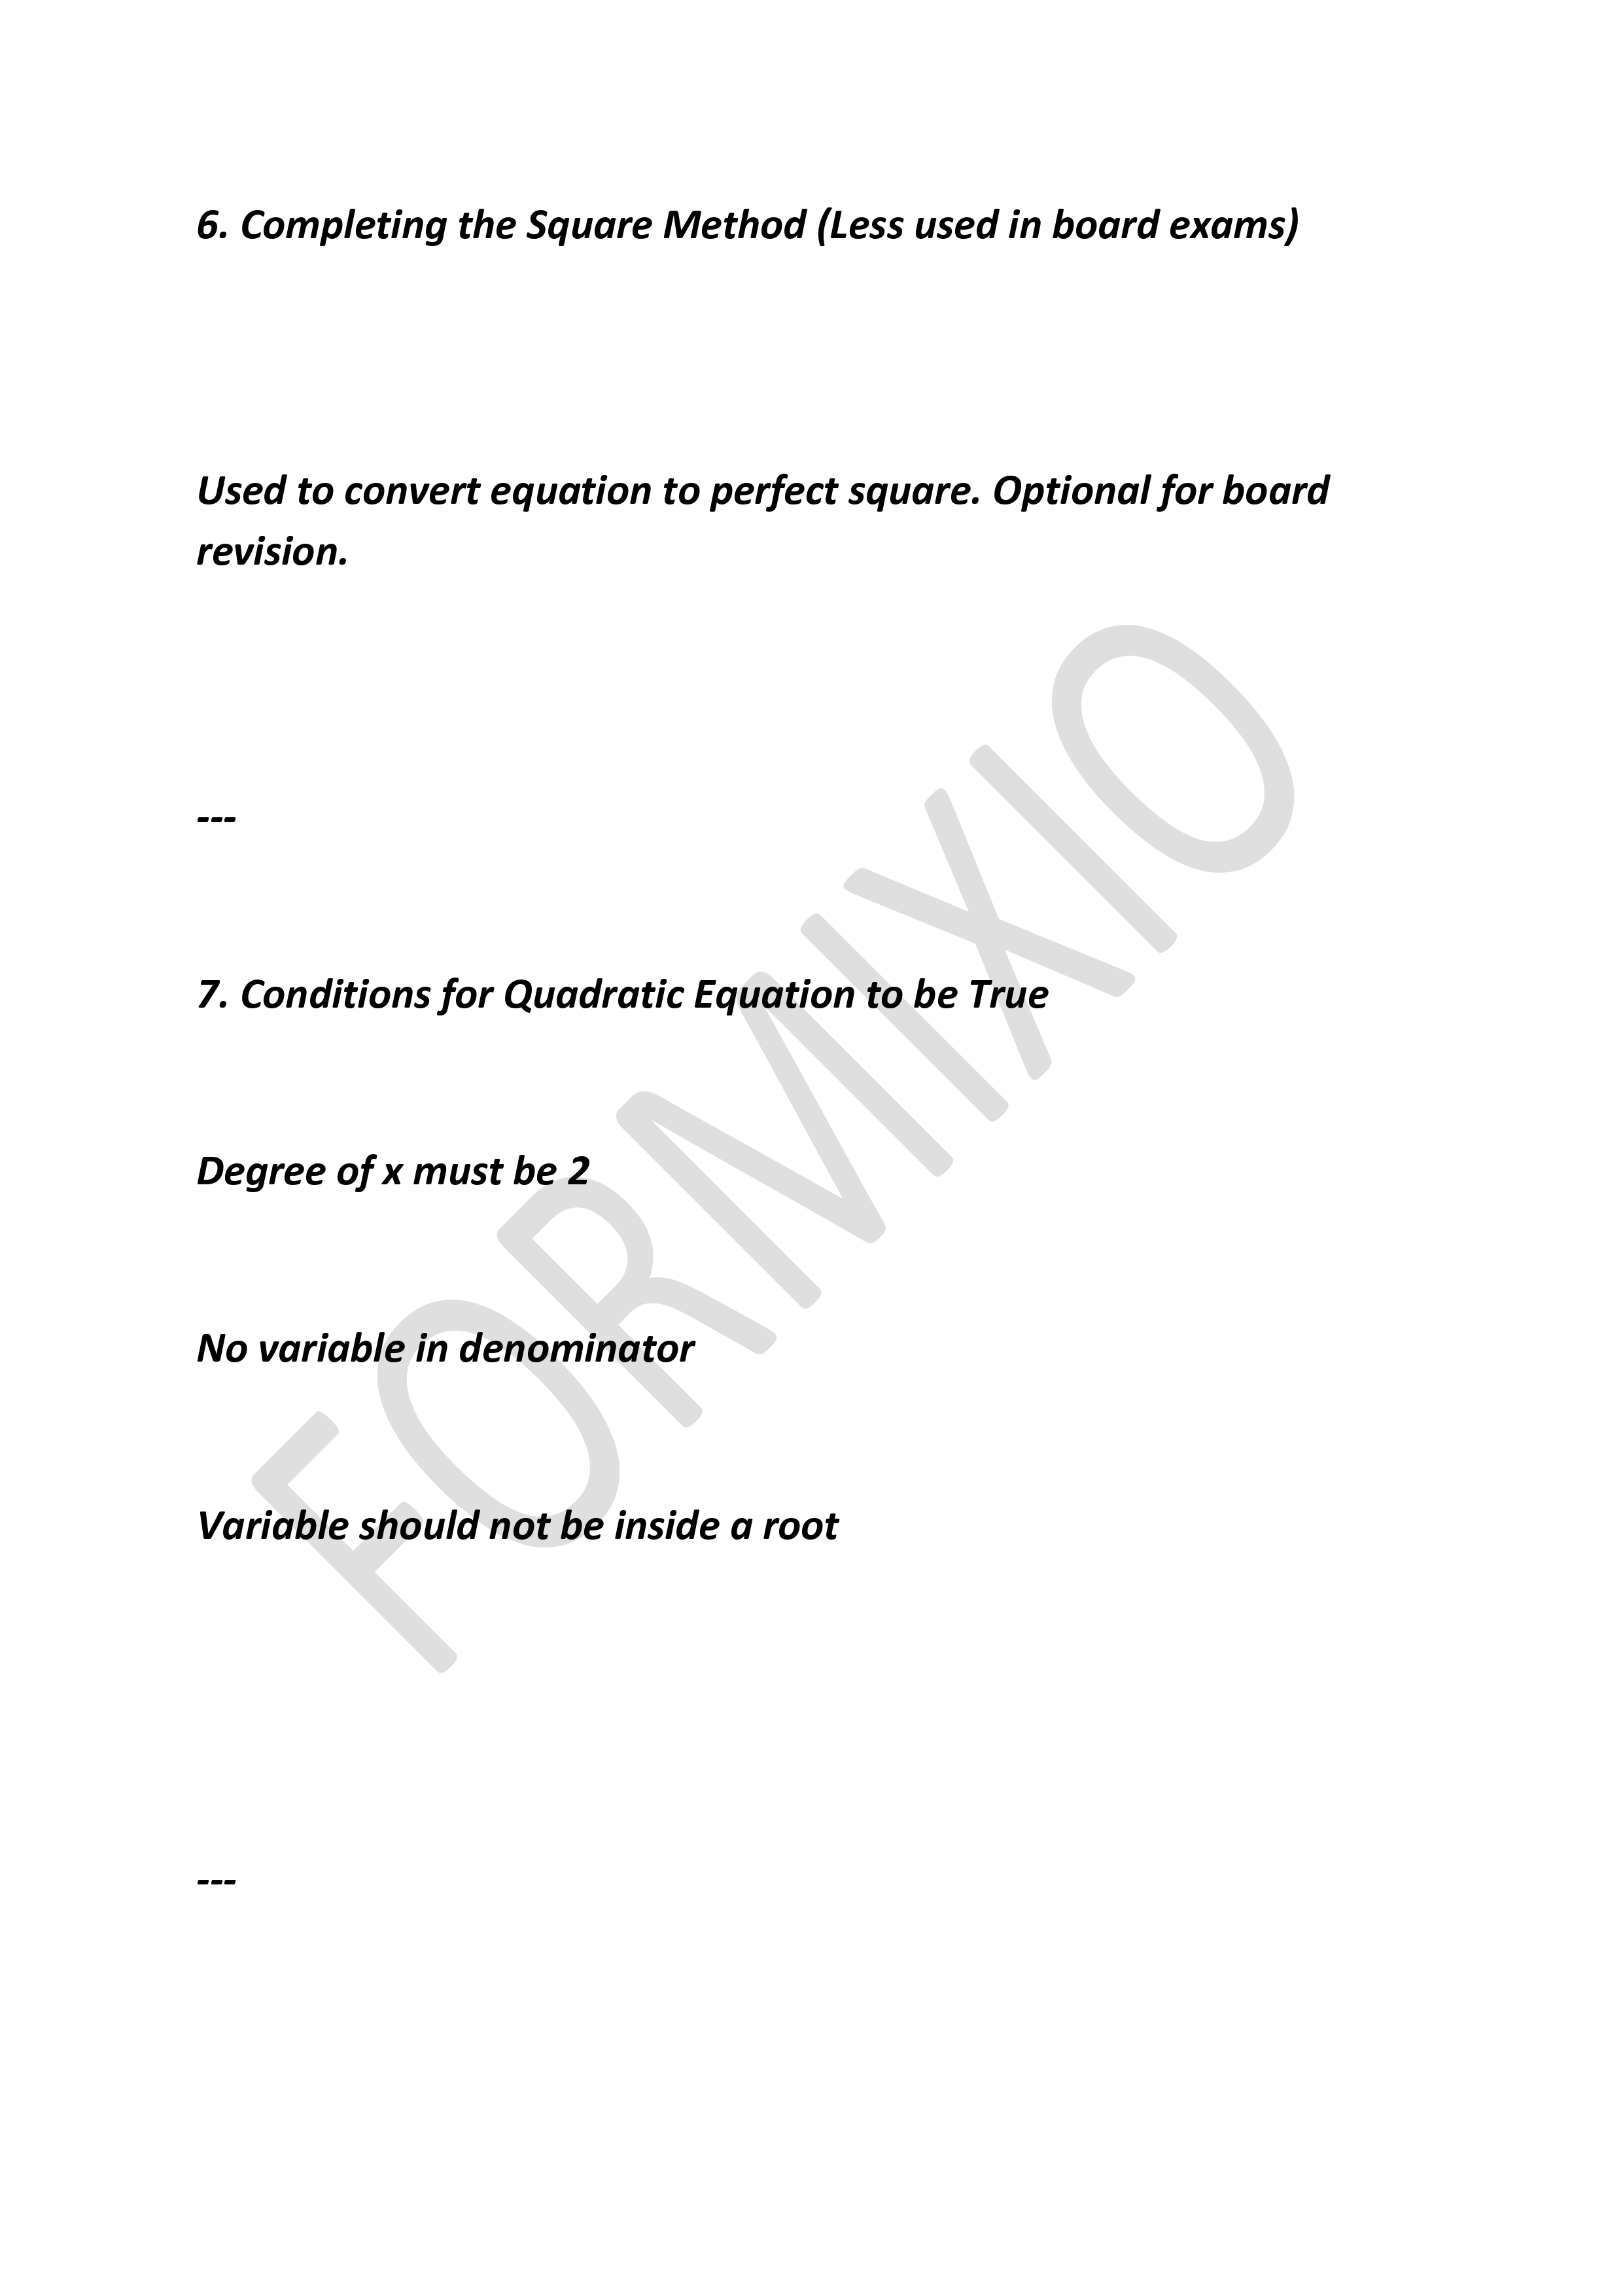 6. Completing the Square Method (Less used in board exams)
Used to convert equation to perfect square. Optional for board
revision.
---
7. Conditions for Quadratic Equation to be True
Degree of x must be 2
No variable in denominator
Variable should not be inside a root
---
FORMIXIO